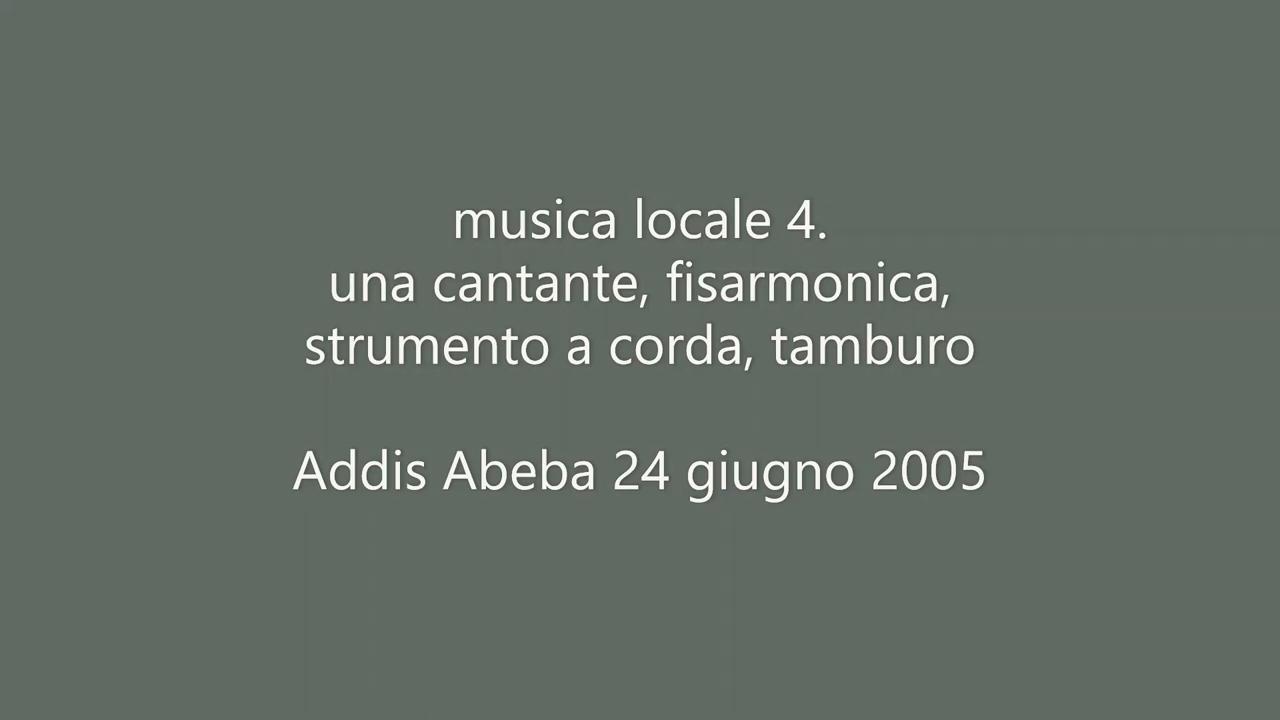 musica locale 4.
una cantante, fisarmonica,
strumento a corda, tamburo
Addis Abeba 24 giugno 2005